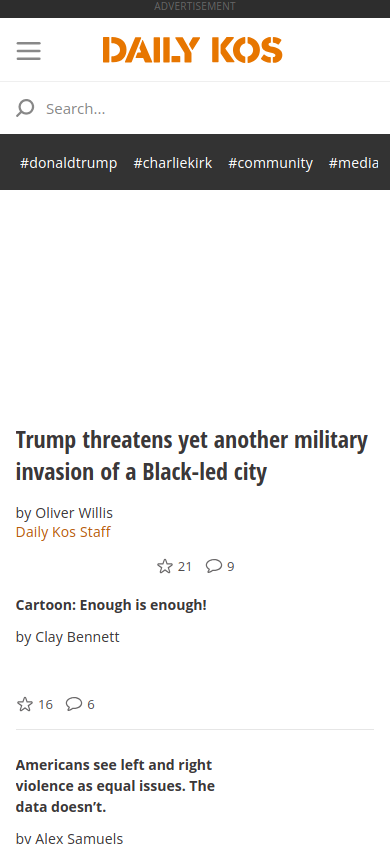 ADVERTISEMENT
DAILY KOS
Search...
#donaldtrump #charliekirk #community #media
Trump threatens yet another military
invasion of a Black-led city
by Oliver Willis
Daily Kos Staff
21 9
Cartoon: Enough is enough!
by Clay Bennett
16 6
Americans see left and right
violence as equal issues. The
data doesn't.
by Alex Samuels